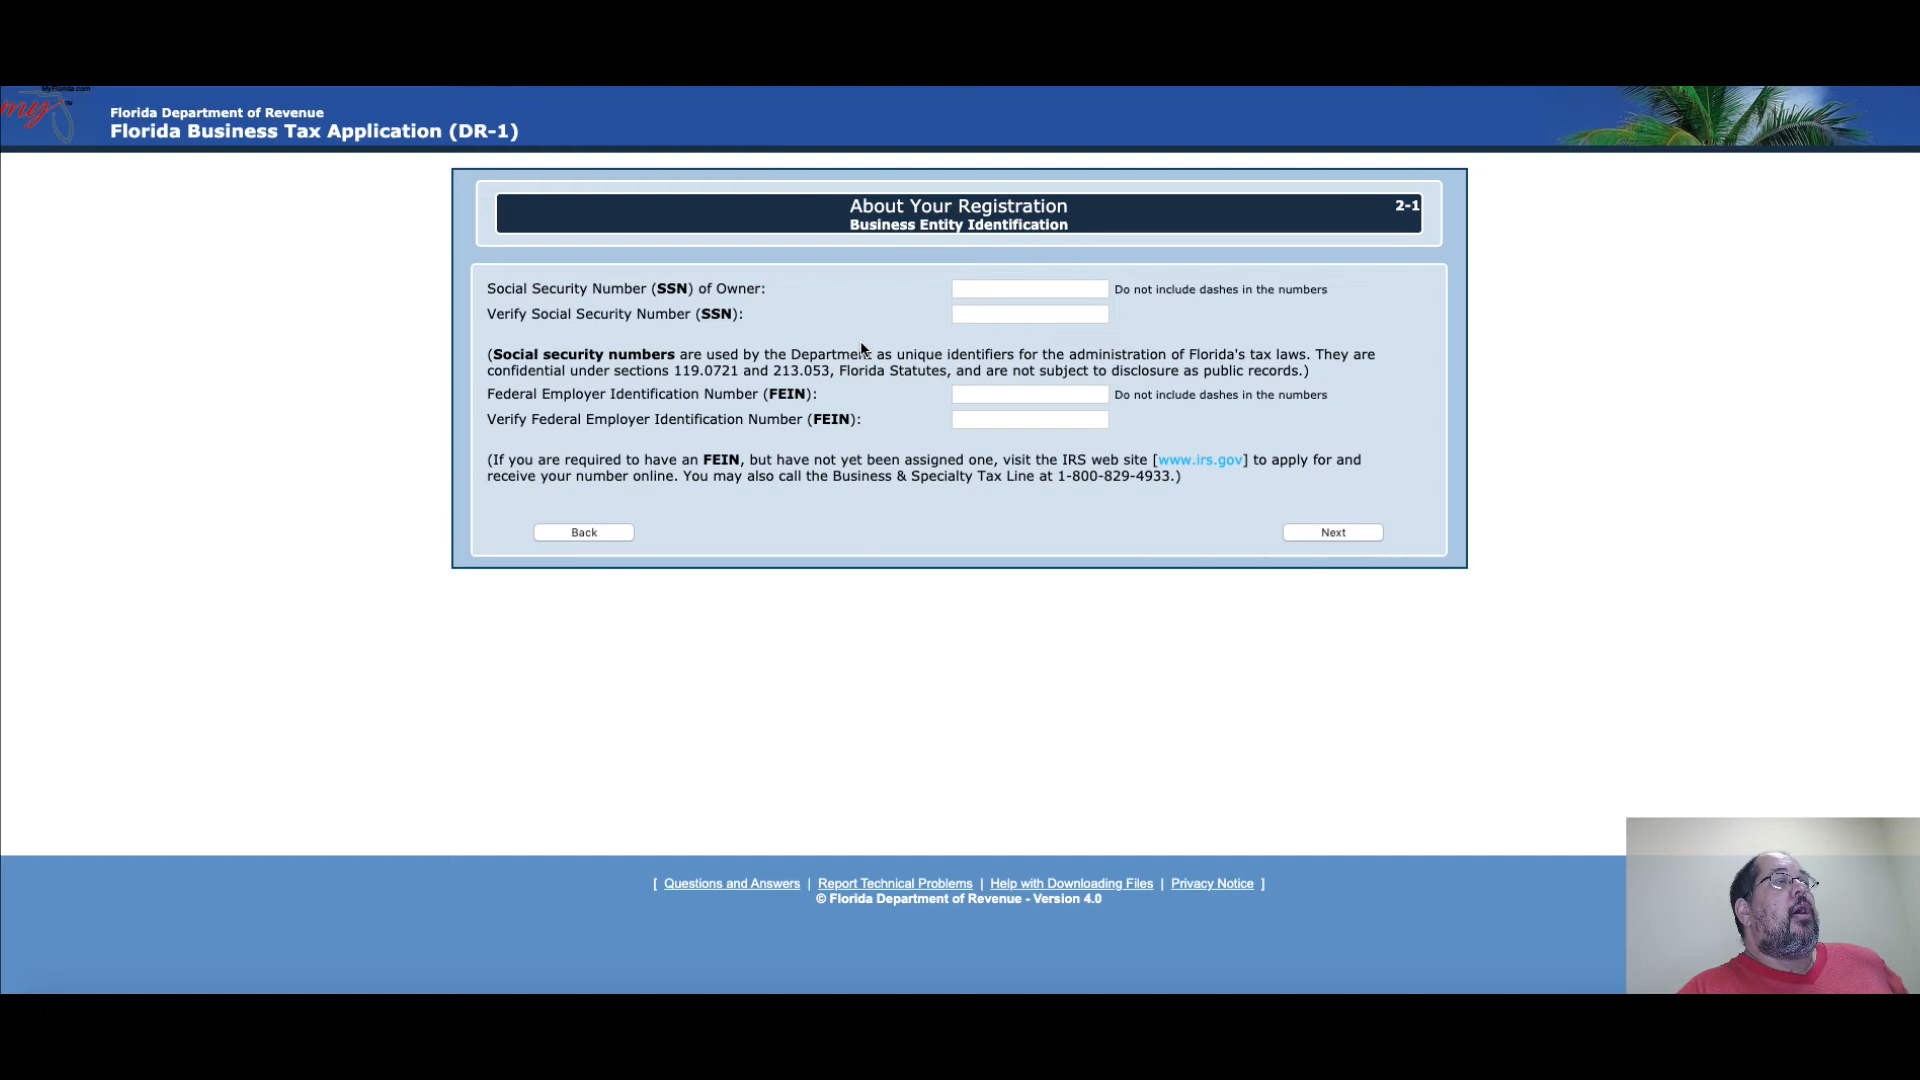 MyFlorida.com
my
Florida Department of Revenue
Florida Business Tax Application (DR-1)
About Your Registration
2-1
Business Entity Identification
Social Security Number (SSN) of Owner:
Do not include dashes in the numbers
Verify Social Security Number (SSN):
(Social security numbers are used by the Department as unique identifiers for the administration of Florida's tax laws. They are
confidential under sections 119.0721 and 213.053, Florida Statutes, and are not subject to disclosure as public records.)
Federal Employer Identification Number (FEIN):
Do not include dashes in the numbers
Verify Federal Employer Identification Number (FEIN):
(If you are required to have an FEIN, but have not yet been assigned one, visit the IRS web site [www.irs.gov] to apply for and
receive your number online. You may also call the Business & Specialty Tax Line at 1-800-829-4933.)
Back
Next
[ Questions and Answers | Report Technical Problems | Help with Downloading Files | Privacy Notice ]
© Florida Department of Revenue - Version 4.0